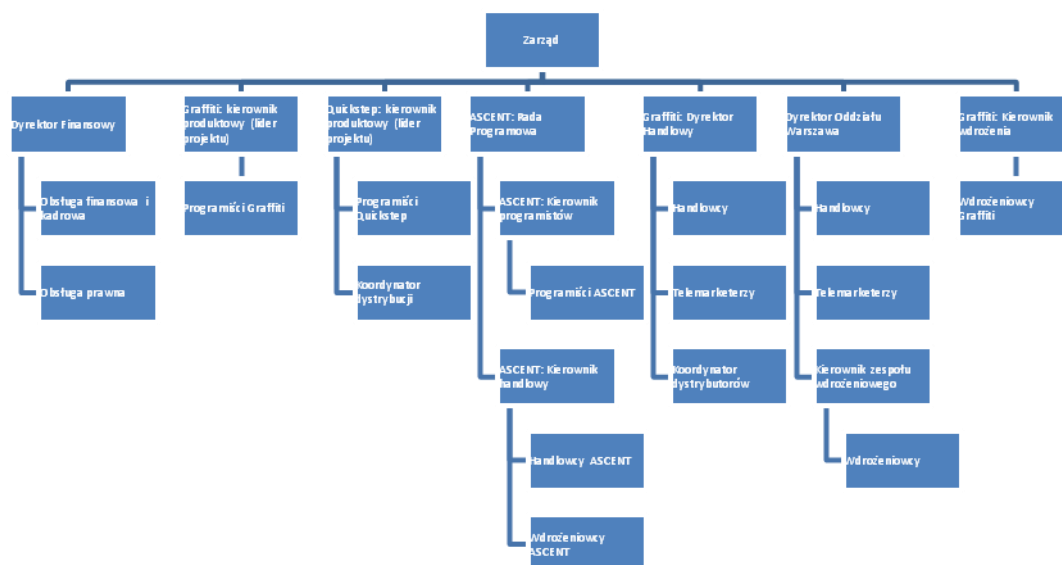 Zarząd
Dyrektor Finansowy
Graffiti: kierownik
produktowy (lider
projektu)
Quickstep: kierownik
produktowy (lider
projektu)
ASCENT: Rada
Programowa
Graffiti: Dyrektor
Handlowy
Dyrektor Oddziału
Warszawa
Graffiti: Kierownik
wdrożenia
Obsługa finansowa i
kadrowa
Programiści Graffiti
Programiści
Quickstep
ASCENT: Kierownik
programistów
Handlowcy
Handlowcy
Wdrożeniowcy
Graffiti
Obsługa prawna
Koordynator
dystrybucji
Programiści ASCENT
Telemarketerzy
Telemarketerzy
ASCENT: Kierownik
handlowy
Koordynator
dystrybutorów
Kierownik zespołu
wdrożeniowego
Handlowcy ASCENT
Wdrożeniowcy
Wdrożeniowcy
ASCENT